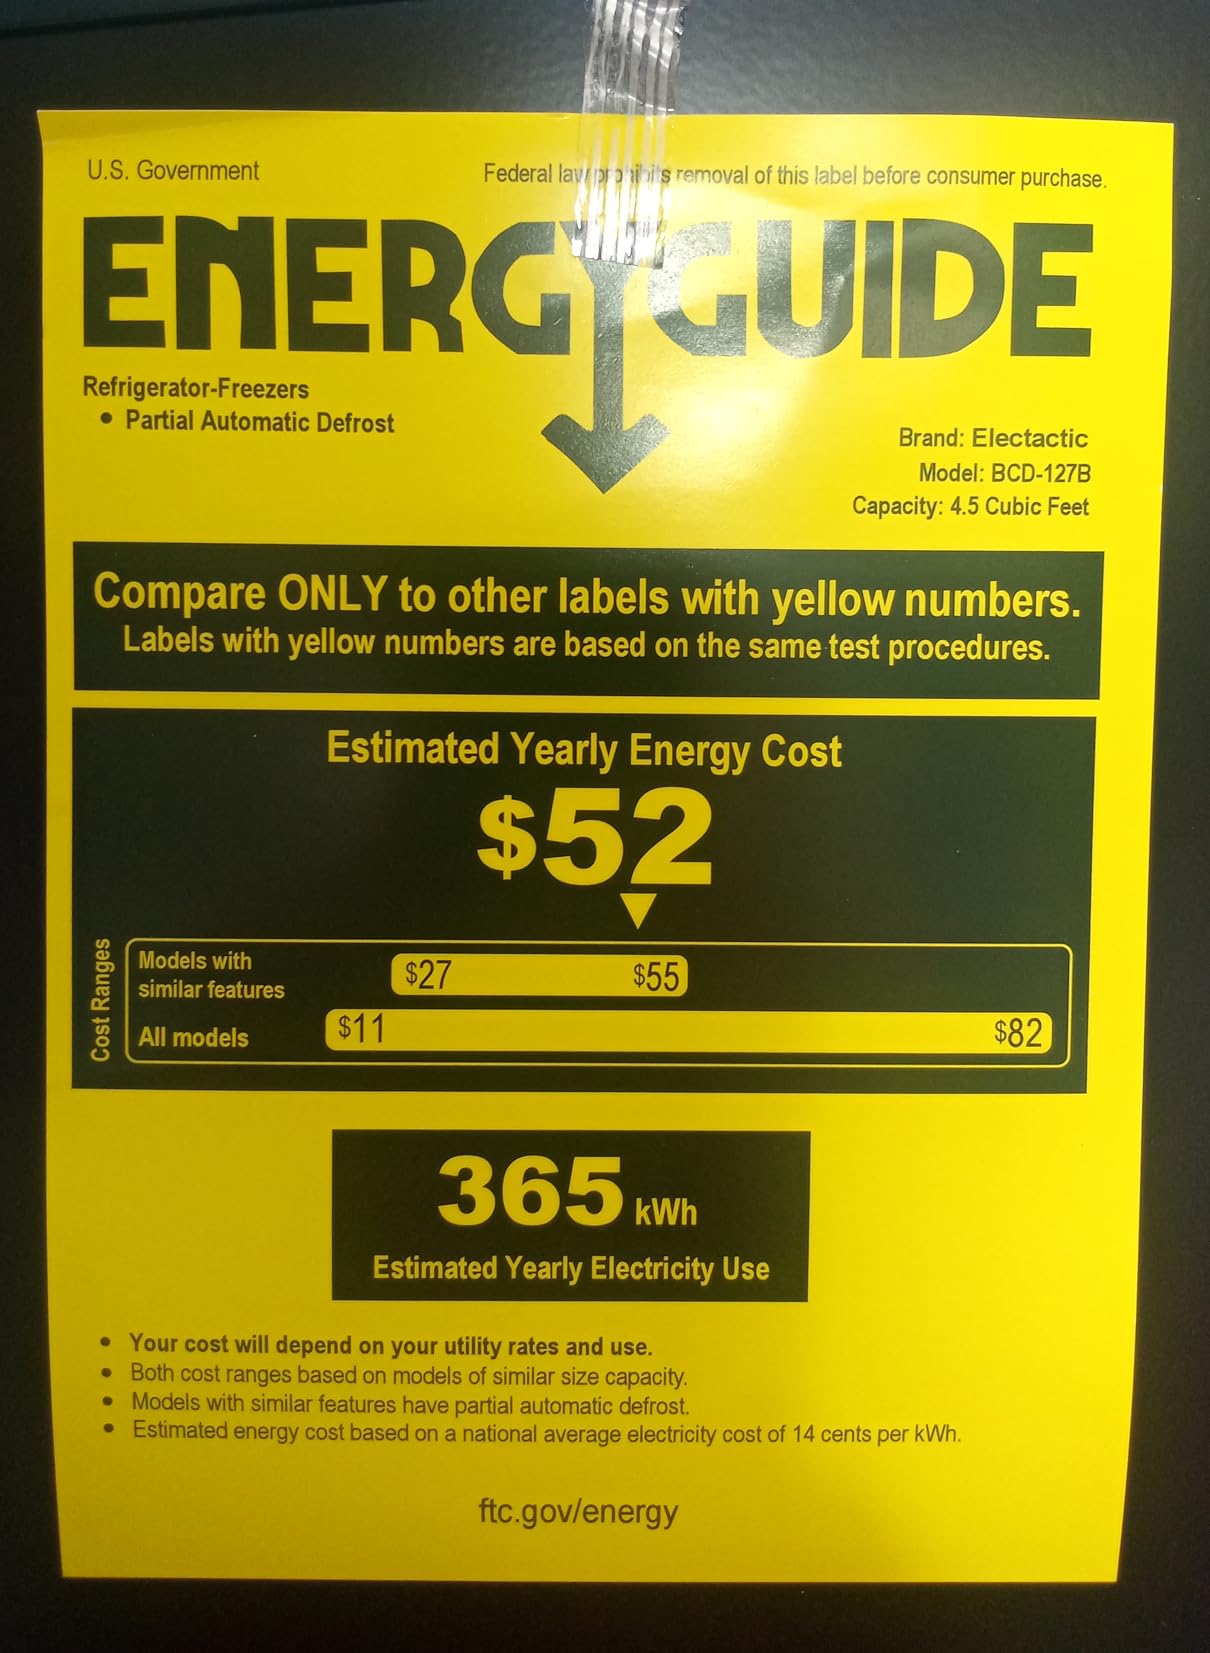 U.S. Government
Federal law prohibits removal of this label before consumer purchase.
ENERGYGUIDE
Refrigerator-Freezers
• Partial Automatic Defrost
Brand: Electactic
Model: BCD-127B
Capacity: 4.5 Cubic Feet
Compare ONLY to other labels with yellow numbers.
Labels with yellow numbers are based on the same test procedures.
Estimated Yearly Energy Cost
$52
Cost Ranges
Models with
similar features
$27 $55
All models
$11 $82
365 kWh
Estimated Yearly Electricity Use
• Your cost will depend on your utility rates and use.
• Both cost ranges based on models of similar size capacity.
• Models with similar features have partial automatic defrost.
• Estimated energy cost based on a national average electricity cost of 14 cents per kWh.
ftc.gov/energy